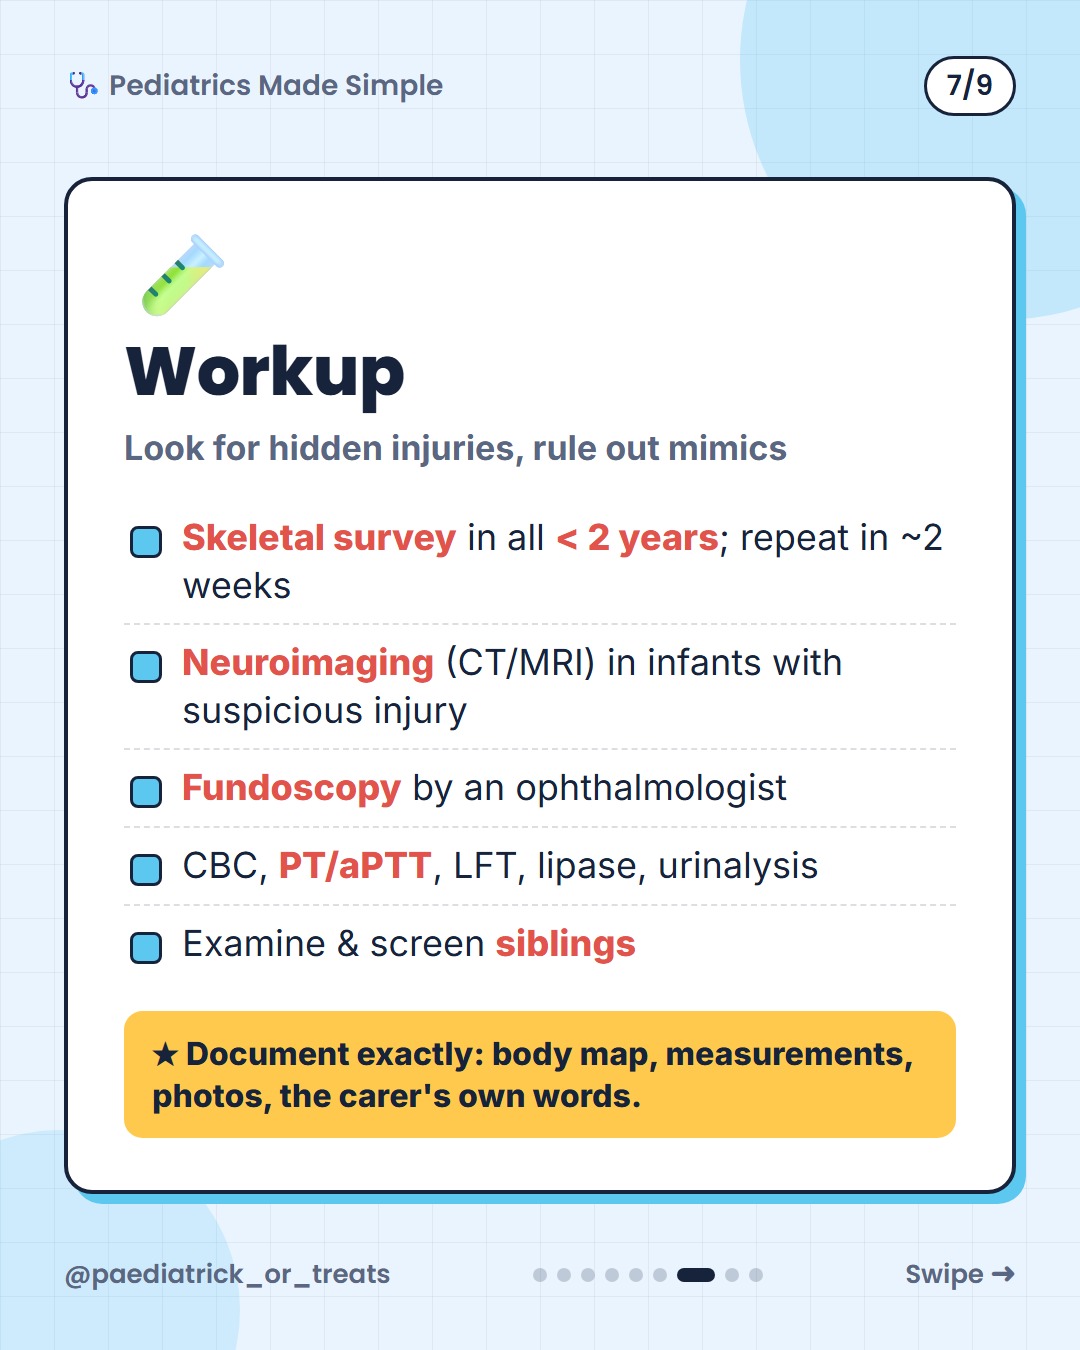 Pediatrics Made Simple
7/9
Workup
Look for hidden injuries, rule out mimics
Skeletal survey in all < 2 years; repeat in ~2
weeks
Neuroimaging (CT/MRI) in infants with
suspicious injury
Fundoscopy by an ophthalmologist
CBC, PT/aPTT, LFT, lipase, urinalysis
Examine & screen siblings
★ Document exactly: body map, measurements,
photos, the carer's own words.
@paediatrick_or_treats
Swipe →